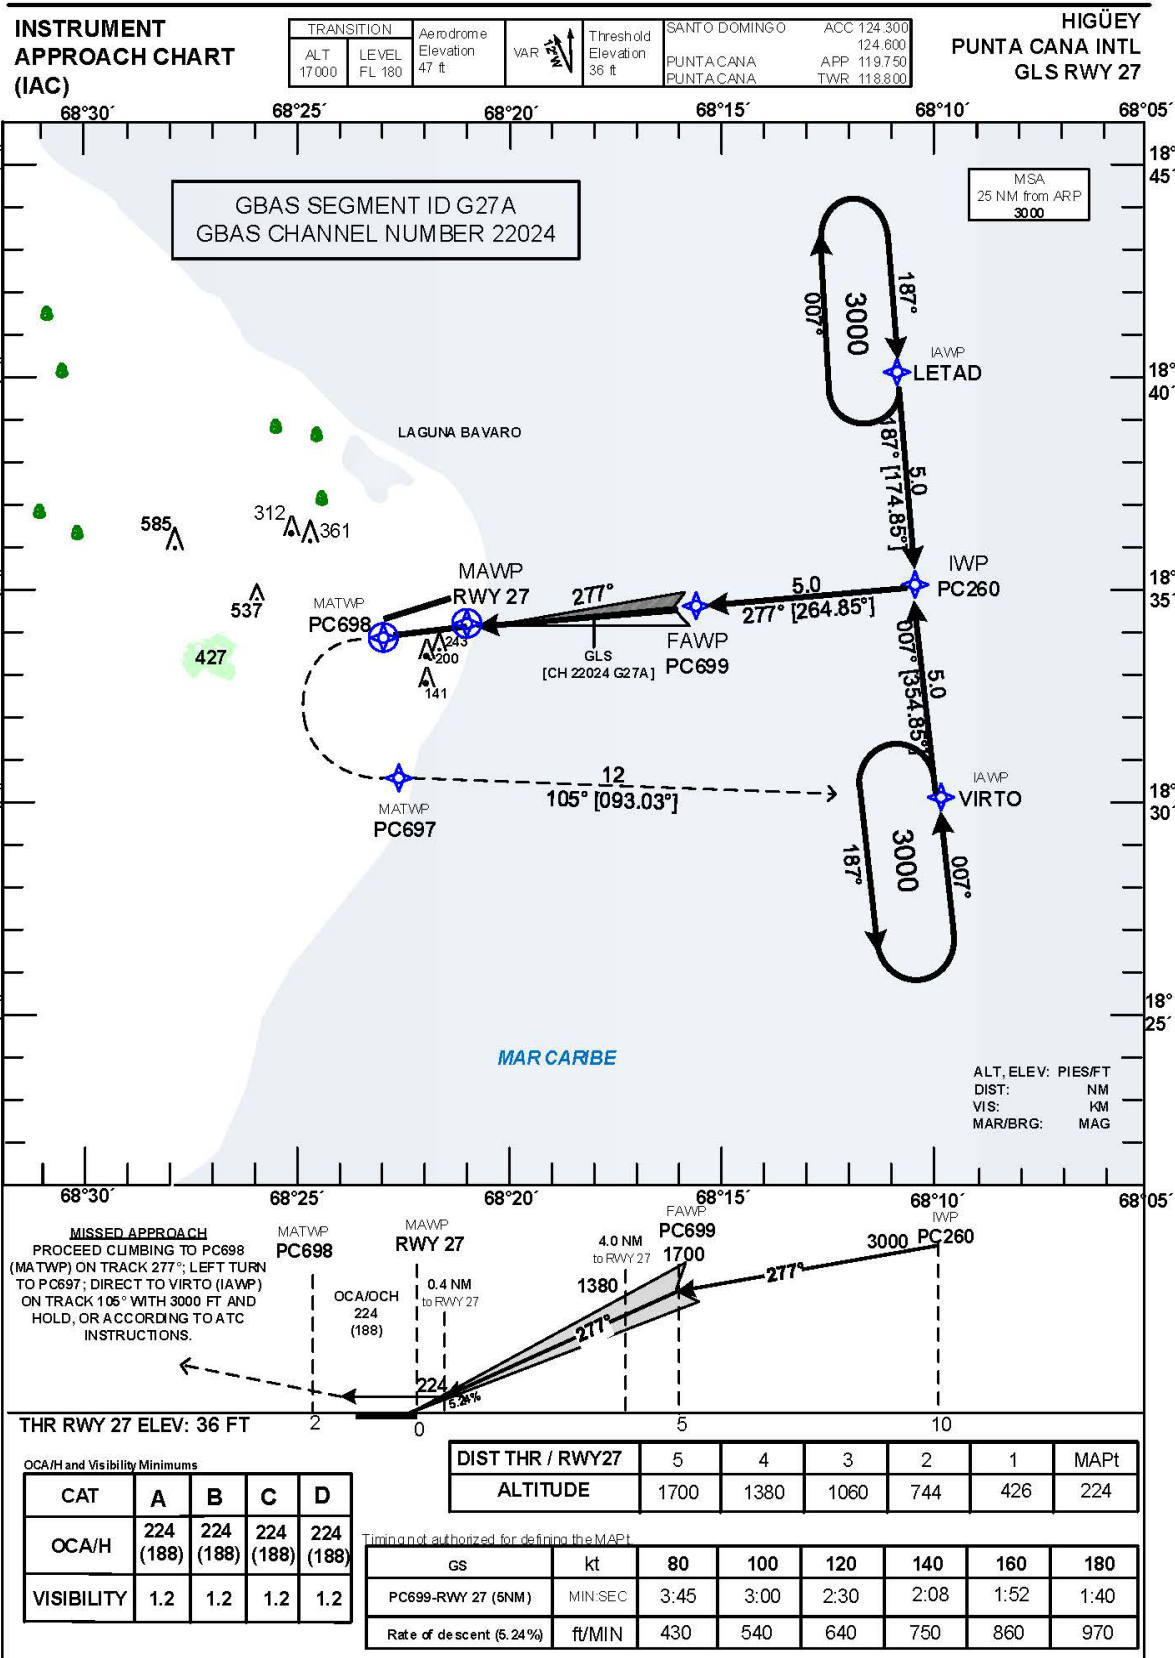 INSTRUMENT
APPROACH CHART
(IAC)
TRANSITION
ALT
17000
LEVEL
FL 180
Aerodrome
Elevation
47 ft
VAR
12°W
Threshold
Elevation
36 ft
SANTO DOMINGO ACC 124.300
124.600
PUNTA CANA APP 119.750
PUNTA CANA TWR 118.800
HIGÜEY
PUNTA CANA INTL
GLS RWY 27
68°30´ 68°25´ 68°20´ 68°15´ 68°10´ 68°05´
18°
45´
GBAS SEGMENT ID G27A
GBAS CHANNEL NUMBER 22024
MSA
25 NM from ARP
3000
187°
007°
3000
IAWP
LETAD
18°
40´
LAGUNA BAVARO
187° [174.85°]
5.0
585
312
361
537
427
MATWP
PC698
MAWP
RWY 27
277°
5.0
277° [264.85°]
IWP
PC260
18°
35´
FAWP
PC699
GLS
[CH 22024 G27A]
243
200
141
007° [354.85°]
5.0
12
105° [093.03°]
MATWP
PC697
IAWP
VIRTO
18°
30´
187°
3000
007°
18°
25´
MAR CARIBE
ALT, ELEV: PIES/FT
DIST: NM
VIS: KM
MAR/BRG: MAG
68°30´ 68°25´ 68°20´ 68°15´ 68°10´ 68°05´
MISSED APPROACH
PROCEED CLIMBING TO PC698
(MATWP) ON TRACK 277°; LEFT TURN
TO PC697; DIRECT TO VIRTO (IAWP)
ON TRACK 105° WITH 3000 FT AND
HOLD, OR ACCORDING TO ATC
INSTRUCTIONS.
MATWP
PC698
MAWP
RWY 27
0.4 NM
to RWY 27
OCA/OCH
224
(188)
4.0 NM
to RWY 27
1380
FAWP
PC699
1700
IWP
PC260
3000
277°
277°
224
5.24%
THR RWY 27 ELEV: 36 FT
2 0 5 10
DIST THR / RWY27 5 4 3 2 1 MAPt
ALTITUDE 1700 1380 1060 744 426 224
OCA/H and Visibility Minimums
CAT A B C D
OCA/H 224 (188) 224 (188) 224 (188) 224 (188)
VISIBILITY 1.2 1.2 1.2 1.2
Timing not authorized for defining the MAPt
GS kt 80 100 120 140 160 180
PC699-RWY 27 (5NM) MIN:SEC 3:45 3:00 2:30 2:08 1:52 1:40
Rate of descent (5.24%) ft/MIN 430 540 640 750 860 970